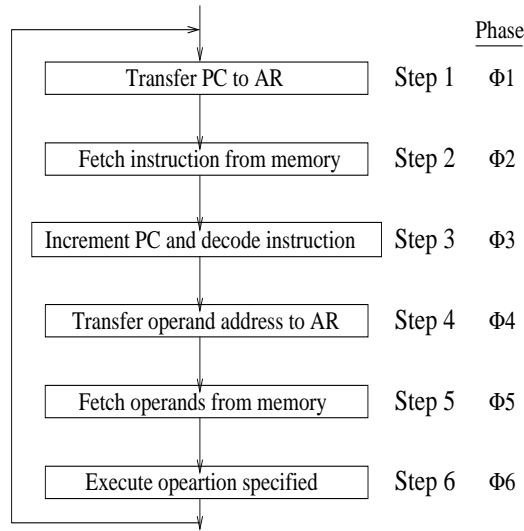 Phase
Transfer PC to AR Step 1 Φ1
Fetch instruction from memory Step 2 Φ2
Increment PC and decode instruction Step 3 Φ3
Transfer operand address to AR Step 4 Φ4
Fetch operands from memory Step 5 Φ5
Execute opeartion specified Step 6 Φ6